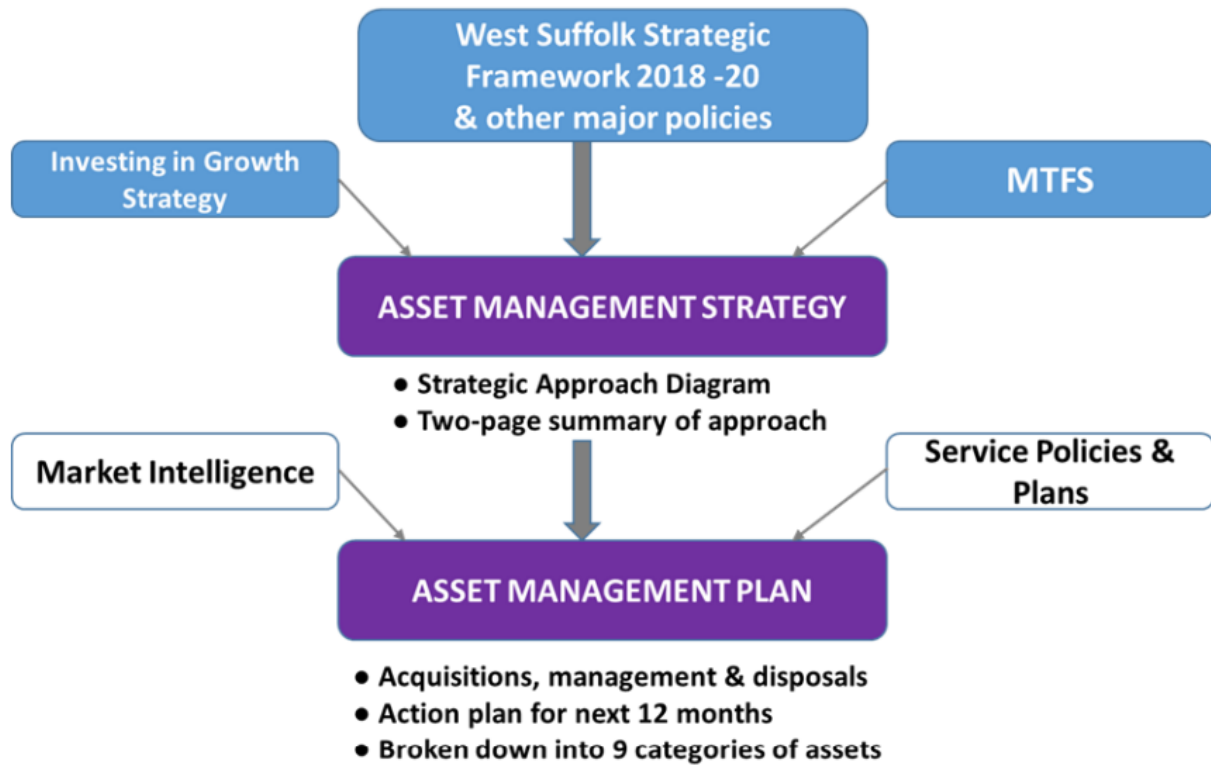 West Suffolk Strategic
Framework 2018 -20
& other major policies
Investing in Growth
Strategy
MTFS
ASSET MANAGEMENT STRATEGY
● Strategic Approach Diagram
● Two-page summary of approach
Market Intelligence
Service Policies &
Plans
ASSET MANAGEMENT PLAN
● Acquisitions, management & disposals
● Action plan for next 12 months
● Broken down into 9 categories of assets